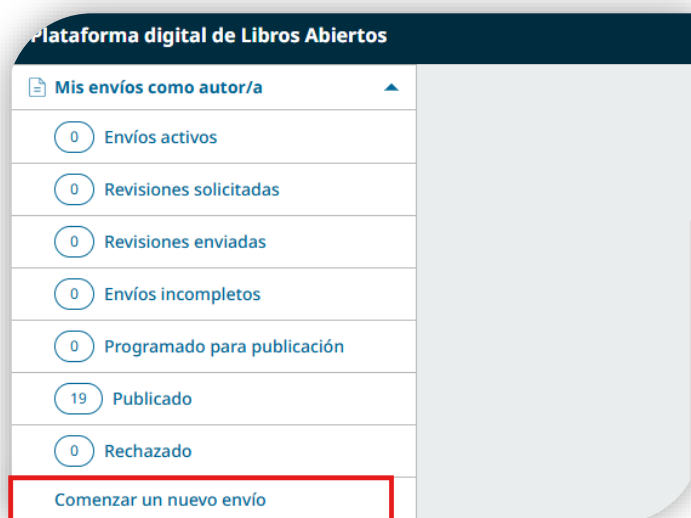 Plataforma digital de Libros Abiertos
Mis envíos como autor/a
0 Envíos activos
0 Revisiones solicitadas
0 Revisiones enviadas
0 Envíos incompletos
0 Programado para publicación
19 Publicado
0 Rechazado
Comenzar un nuevo envío